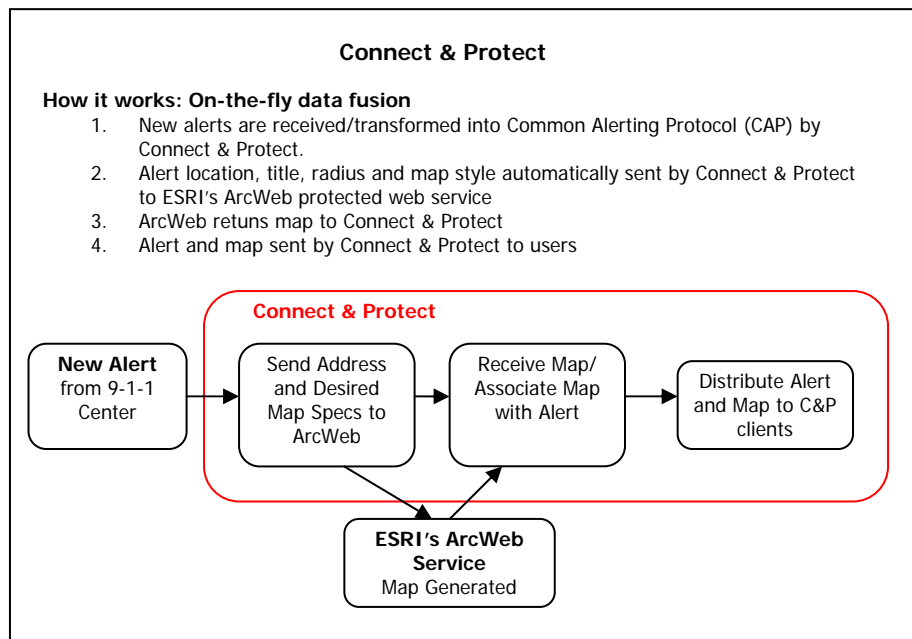 Connect & Protect
How it works: On-the-fly data fusion
1. New alerts are received/transformed into Common Alerting Protocol (CAP) by
Connect & Protect.
2. Alert location, title, radius and map style automatically sent by Connect & Protect
to ESRI's ArcWeb protected web service
3. ArcWeb retuns map to Connect & Protect
4. Alert and map sent by Connect & Protect to users
Connect & Protect
New Alert
from 9-1-1
Center
Send Address
and Desired
Map Specs to
ArcWeb
Receive Map/
Associate Map
with Alert
Distribute Alert
and Map to C&P
clients
ESRI's ArcWeb
Service
Map Generated